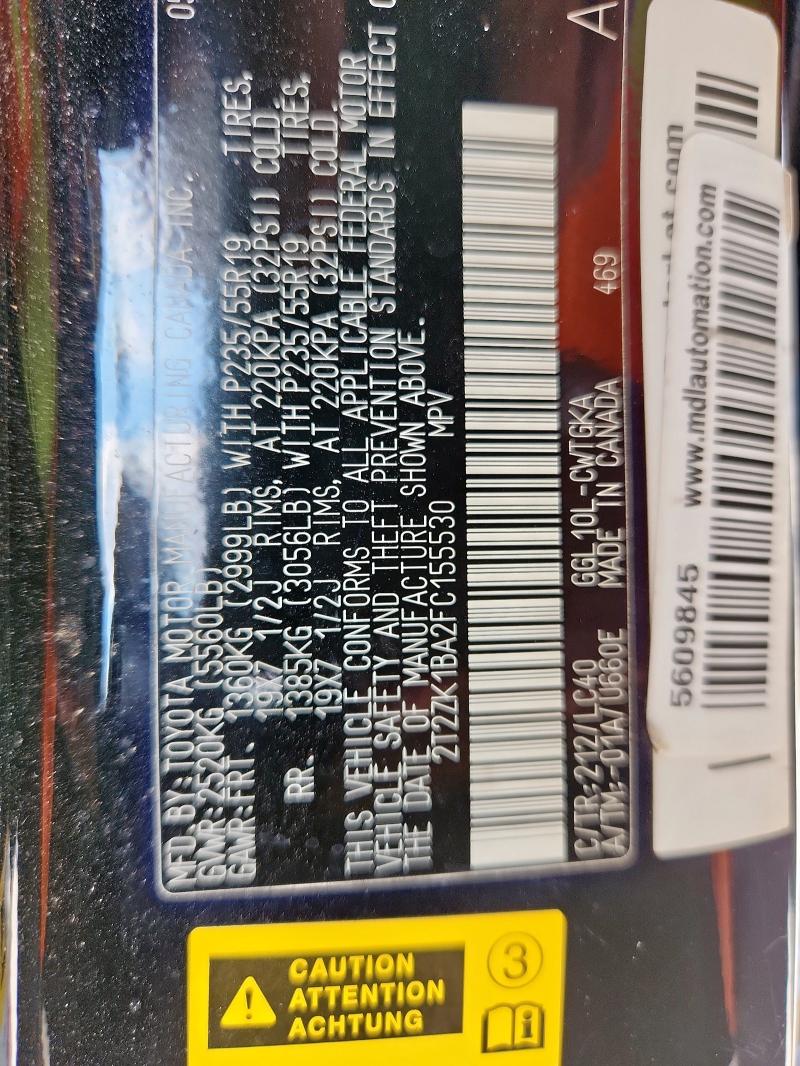 05
MFD.BY:TOYOTA MOTOR MANUFACTURING CANADA INC.
GVWR:2520KG (5560LB)
GAWR:FRT. 1360KG (2999LB) WITH P235/55R19 TIRES,
19X7 1/2J RIMS, AT 220KPA (32PSI) COLD.
RR. 1385KG (3056LB) WITH P235/55R19 TIRES,
19X7 1/2J RIMS, AT 220KPA (32PSI) COLD.
THIS VEHICLE CONFORMS TO ALL APPLICABLE FEDERAL MOTOR
VEHICLE SAFETY AND THEFT PREVENTION STANDARDS IN EFFECT O
THE DATE OF MANUFACTURE SHOWN ABOVE.
2T2ZK1BA2FC155530 MPV
C/TR:212/LC40 GGL10L-CWTGKA 469 A
A/TM:-01A/U660E MADE IN CANADA
5609845 www.mdlautomation.com
CAUTION
ATTENTION
ACHTUNG
3